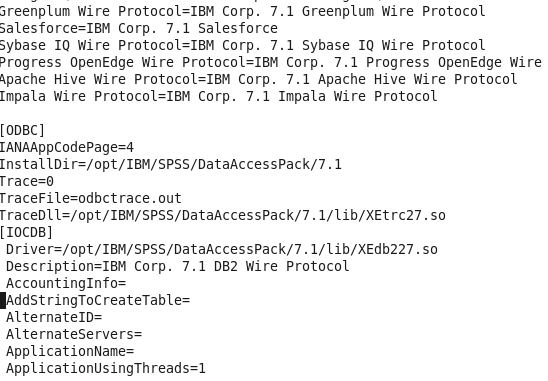 Greenplum Wire Protocol=IBM Corp. 7.1 Greenplum Wire Protocol
Salesforce=IBM Corp. 7.1 Salesforce
Sybase IQ Wire Protocol=IBM Corp. 7.1 Sybase IQ Wire Protocol
Progress OpenEdge Wire Protocol=IBM Corp. 7.1 Progress OpenEdge Wire
Apache Hive Wire Protocol=IBM Corp. 7.1 Apache Hive Wire Protocol
Impala Wire Protocol=IBM Corp. 7.1 Impala Wire Protocol

[ODBC]
IANAAppCodePage=4
InstallDir=/opt/IBM/SPSS/DataAccessPack/7.1
Trace=0
TraceFile=odbctrace.out
TraceDll=/opt/IBM/SPSS/DataAccessPack/7.1/lib/XEtrc27.so
[IOCDB]
Driver=/opt/IBM/SPSS/DataAccessPack/7.1/lib/XEdb227.so
Description=IBM Corp. 7.1 DB2 Wire Protocol
AccountingInfo=
AddStringToCreateTable=
AlternateID=
AlternateServers=
ApplicationName=
ApplicationUsingThreads=1